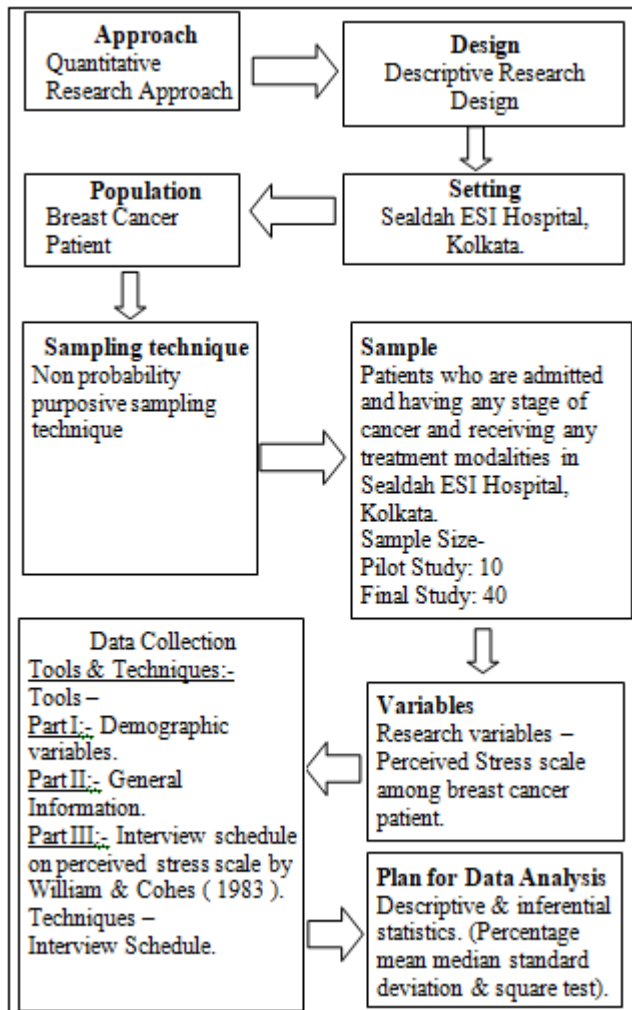 Approach
Quantitative
Research Approach
Design
Descriptive Research
Design
Setting
Sealdah ESI Hospital,
Kolkata.
Population
Breast Cancer
Patient
Sampling technique
Non probability
purposive sampling
technique
Sample
Patients who are admitted
and having any stage of
cancer and receiving any
treatment modalities in
Sealdah ESI Hospital,
Kolkata.
Sample Size-
Pilot Study: 10
Final Study: 40
Variables
Research variables –
Perceived Stress scale
among breast cancer
patient.
Data Collection
Tools & Techniques:-
Tools –
Part I:- Demographic
variables.
Part II:- General
Information.
Part III:- Interview schedule
on perceived stress scale by
William & Cohes ( 1983 ).
Techniques –
Interview Schedule.
Plan for Data Analysis
Descriptive & inferential
statistics. (Percentage
mean median standard
deviation & square test).